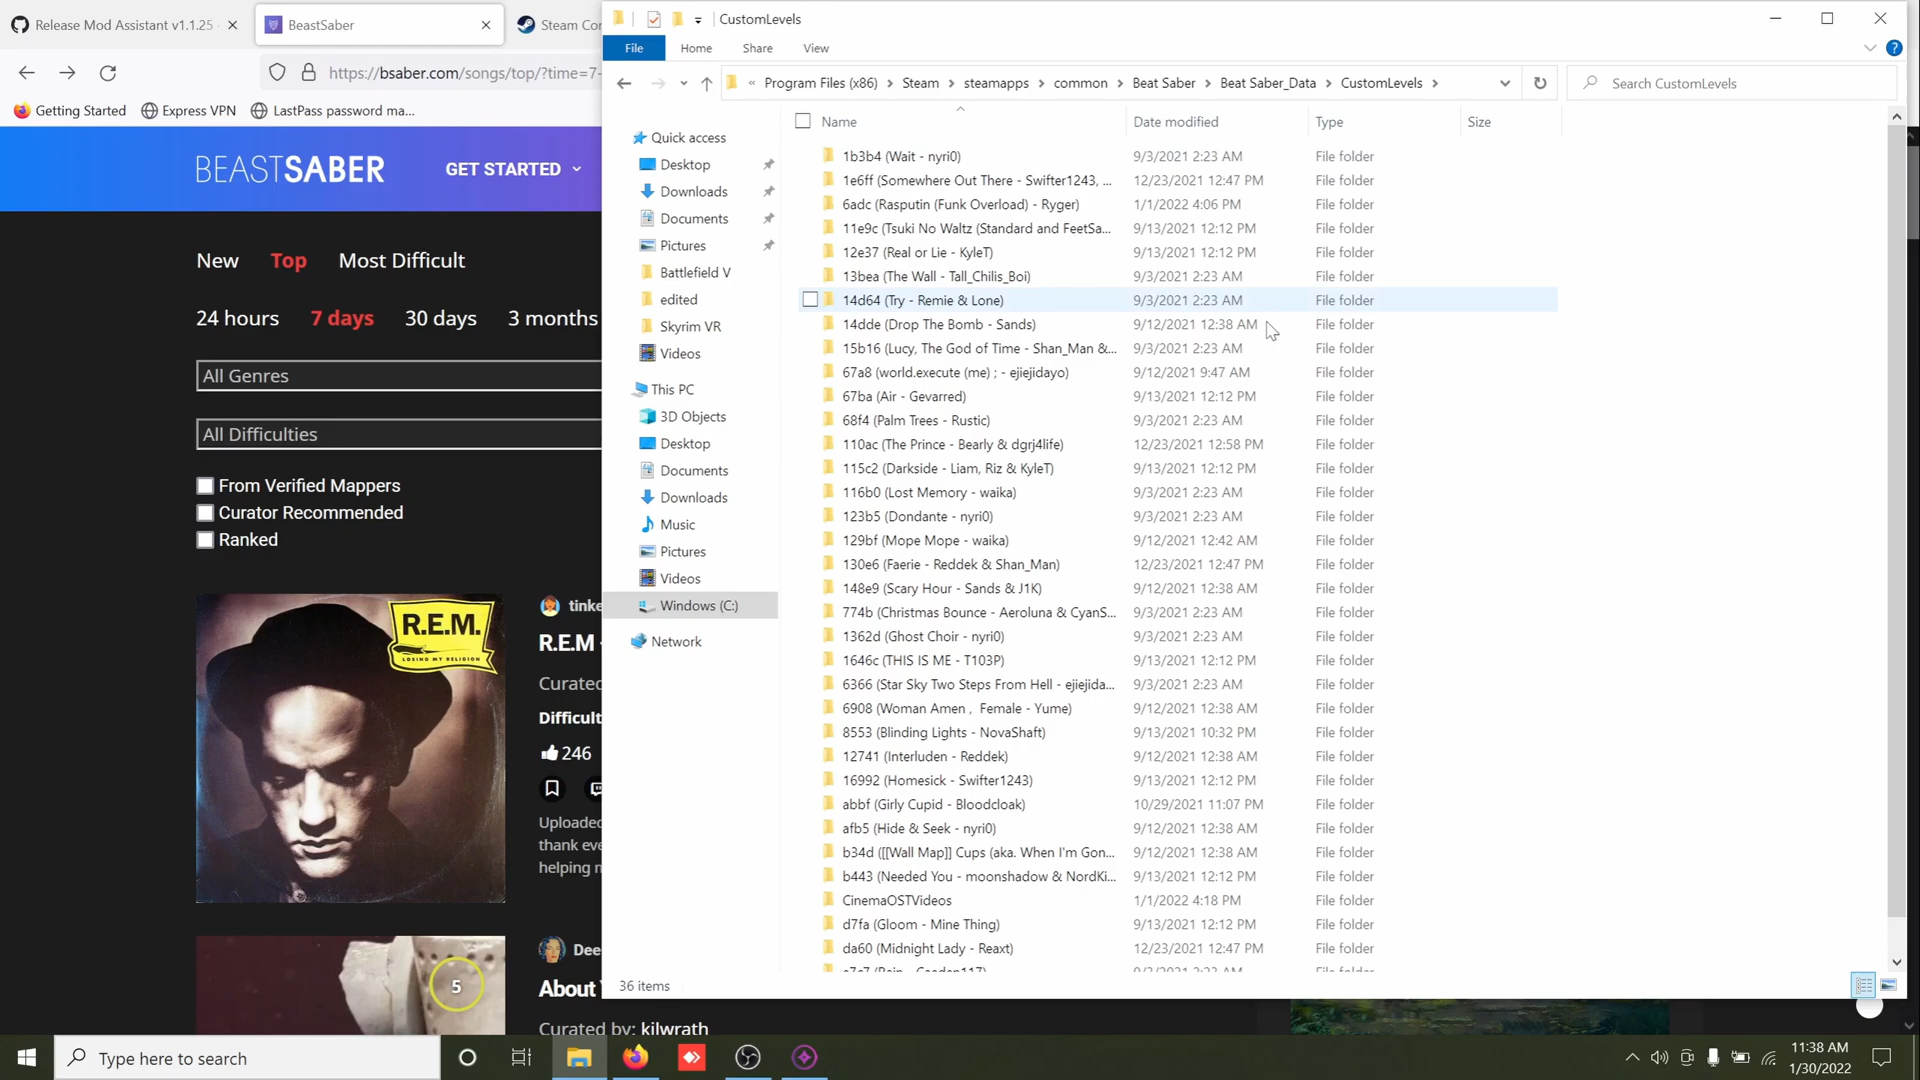 Release Mod Assistant v1.1.25
BeastSaber
Steam Co
https://bsaber.com/songs/top/?time=7-
Getting Started
Express VPN
LastPass password ma...
BEASTSABER
GET STARTED
New
Top
Most Difficult
24 hours
7 days
30 days
3 months
All Genres
All Difficulties
From Verified Mappers
Curator Recommended
Ranked
R.E.M.
LOSING MY RELIGION
tinke
R.E.M
Curated
Difficult
246
Uploaded
thank eve
helping m
5
Dee
About
Curated by: kilwrath
CustomLevels
File
Home
Share
View
« Program Files (x86) > Steam > steamapps > common > Beat Saber > Beat Saber_Data > CustomLevels >
Search CustomLevels
Quick access
Desktop
Downloads
Documents
Pictures
Battlefield V
edited
Skyrim VR
Videos
This PC
3D Objects
Desktop
Documents
Downloads
Music
Pictures
Videos
Windows (C:)
Network
Name Date modified Type Size
1b3b4 (Wait - nyri0) 9/3/2021 2:23 AM File folder
1e6ff (Somewhere Out There - Swifter1243, ... 12/23/2021 12:47 PM File folder
6adc (Rasputin (Funk Overload) - Ryger) 1/1/2022 4:06 PM File folder
11e9c (Tsuki No Waltz (Standard and FeetSa... 9/13/2021 12:12 PM File folder
12e37 (Real or Lie - KyleT) 9/13/2021 12:12 PM File folder
13bea (The Wall - Tall_Chilis_Boi) 9/3/2021 2:23 AM File folder
14d64 (Try - Remie & Lone) 9/3/2021 2:23 AM File folder
14dde (Drop The Bomb - Sands) 9/12/2021 12:38 AM File folder
15b16 (Lucy, The God of Time - Shan_Man &... 9/3/2021 2:23 AM File folder
67a8 (world.execute (me) ; - ejiejidayo) 9/12/2021 9:47 AM File folder
67ba (Air - Gevarred) 9/13/2021 12:12 PM File folder
68f4 (Palm Trees - Rustic) 9/3/2021 2:23 AM File folder
110ac (The Prince - Bearly & dgrj4life) 12/23/2021 12:58 PM File folder
115c2 (Darkside - Liam, Riz & KyleT) 9/13/2021 12:12 PM File folder
116b0 (Lost Memory - waika) 9/3/2021 2:23 AM File folder
123b5 (Dondante - nyri0) 9/3/2021 2:23 AM File folder
129bf (Mope Mope - waika) 9/12/2021 12:42 AM File folder
130e6 (Faerie - Reddek & Shan_Man) 12/23/2021 12:47 PM File folder
148e9 (Scary Hour - Sands & J1K) 9/12/2021 12:38 AM File folder
774b (Christmas Bounce - Aeroluna & CyanS... 9/3/2021 2:23 AM File folder
1362d (Ghost Choir - nyri0) 9/3/2021 2:23 AM File folder
1646c (THIS IS ME - T103P) 9/13/2021 12:12 PM File folder
6366 (Star Sky Two Steps From Hell - ejiejida... 9/3/2021 2:23 AM File folder
6908 (Woman Amen , Female - Yume) 9/12/2021 12:38 AM File folder
8553 (Blinding Lights - NovaShaft) 9/13/2021 10:32 PM File folder
12741 (Interluden - Reddek) 9/12/2021 12:38 AM File folder
16992 (Homesick - Swifter1243) 9/13/2021 12:12 PM File folder
abbf (Girly Cupid - Bloodcloak) 10/29/2021 11:07 PM File folder
afb5 (Hide & Seek - nyri0) 9/12/2021 12:38 AM File folder
b34d ([[Wall Map]] Cups (aka. When I'm Gon... 9/12/2021 12:38 AM File folder
b443 (Needed You - moonshadow & NordKi... 9/13/2021 12:12 PM File folder
CinemaOSTVideos 1/1/2022 4:18 PM File folder
d7fa (Gloom - Mine Thing) 9/13/2021 12:12 PM File folder
da60 (Midnight Lady - Reaxt) 12/23/2021 12:47 PM File folder
36 items
Type here to search
11:38 AM
1/30/2022